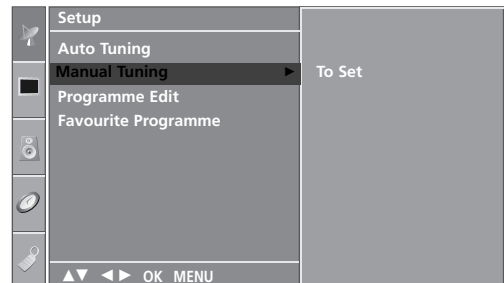 Setup
Auto Tuning
Manual Tuning ► To Set
Programme Edit
Favourite Programme
▲▼ ◄► OK MENU